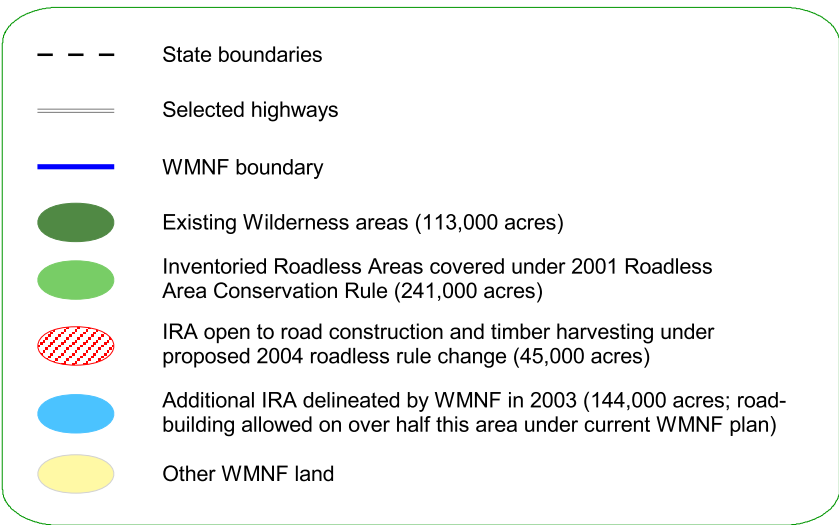 State boundaries
Selected highways
WMNF boundary
Existing Wilderness areas (113,000 acres)
Inventoried Roadless Areas covered under 2001 Roadless
Area Conservation Rule (241,000 acres)
IRA open to road construction and timber harvesting under
proposed 2004 roadless rule change (45,000 acres)
Additional IRA delineated by WMNF in 2003 (144,000 acres; road-
building allowed on over half this area under current WMNF plan)
Other WMNF land